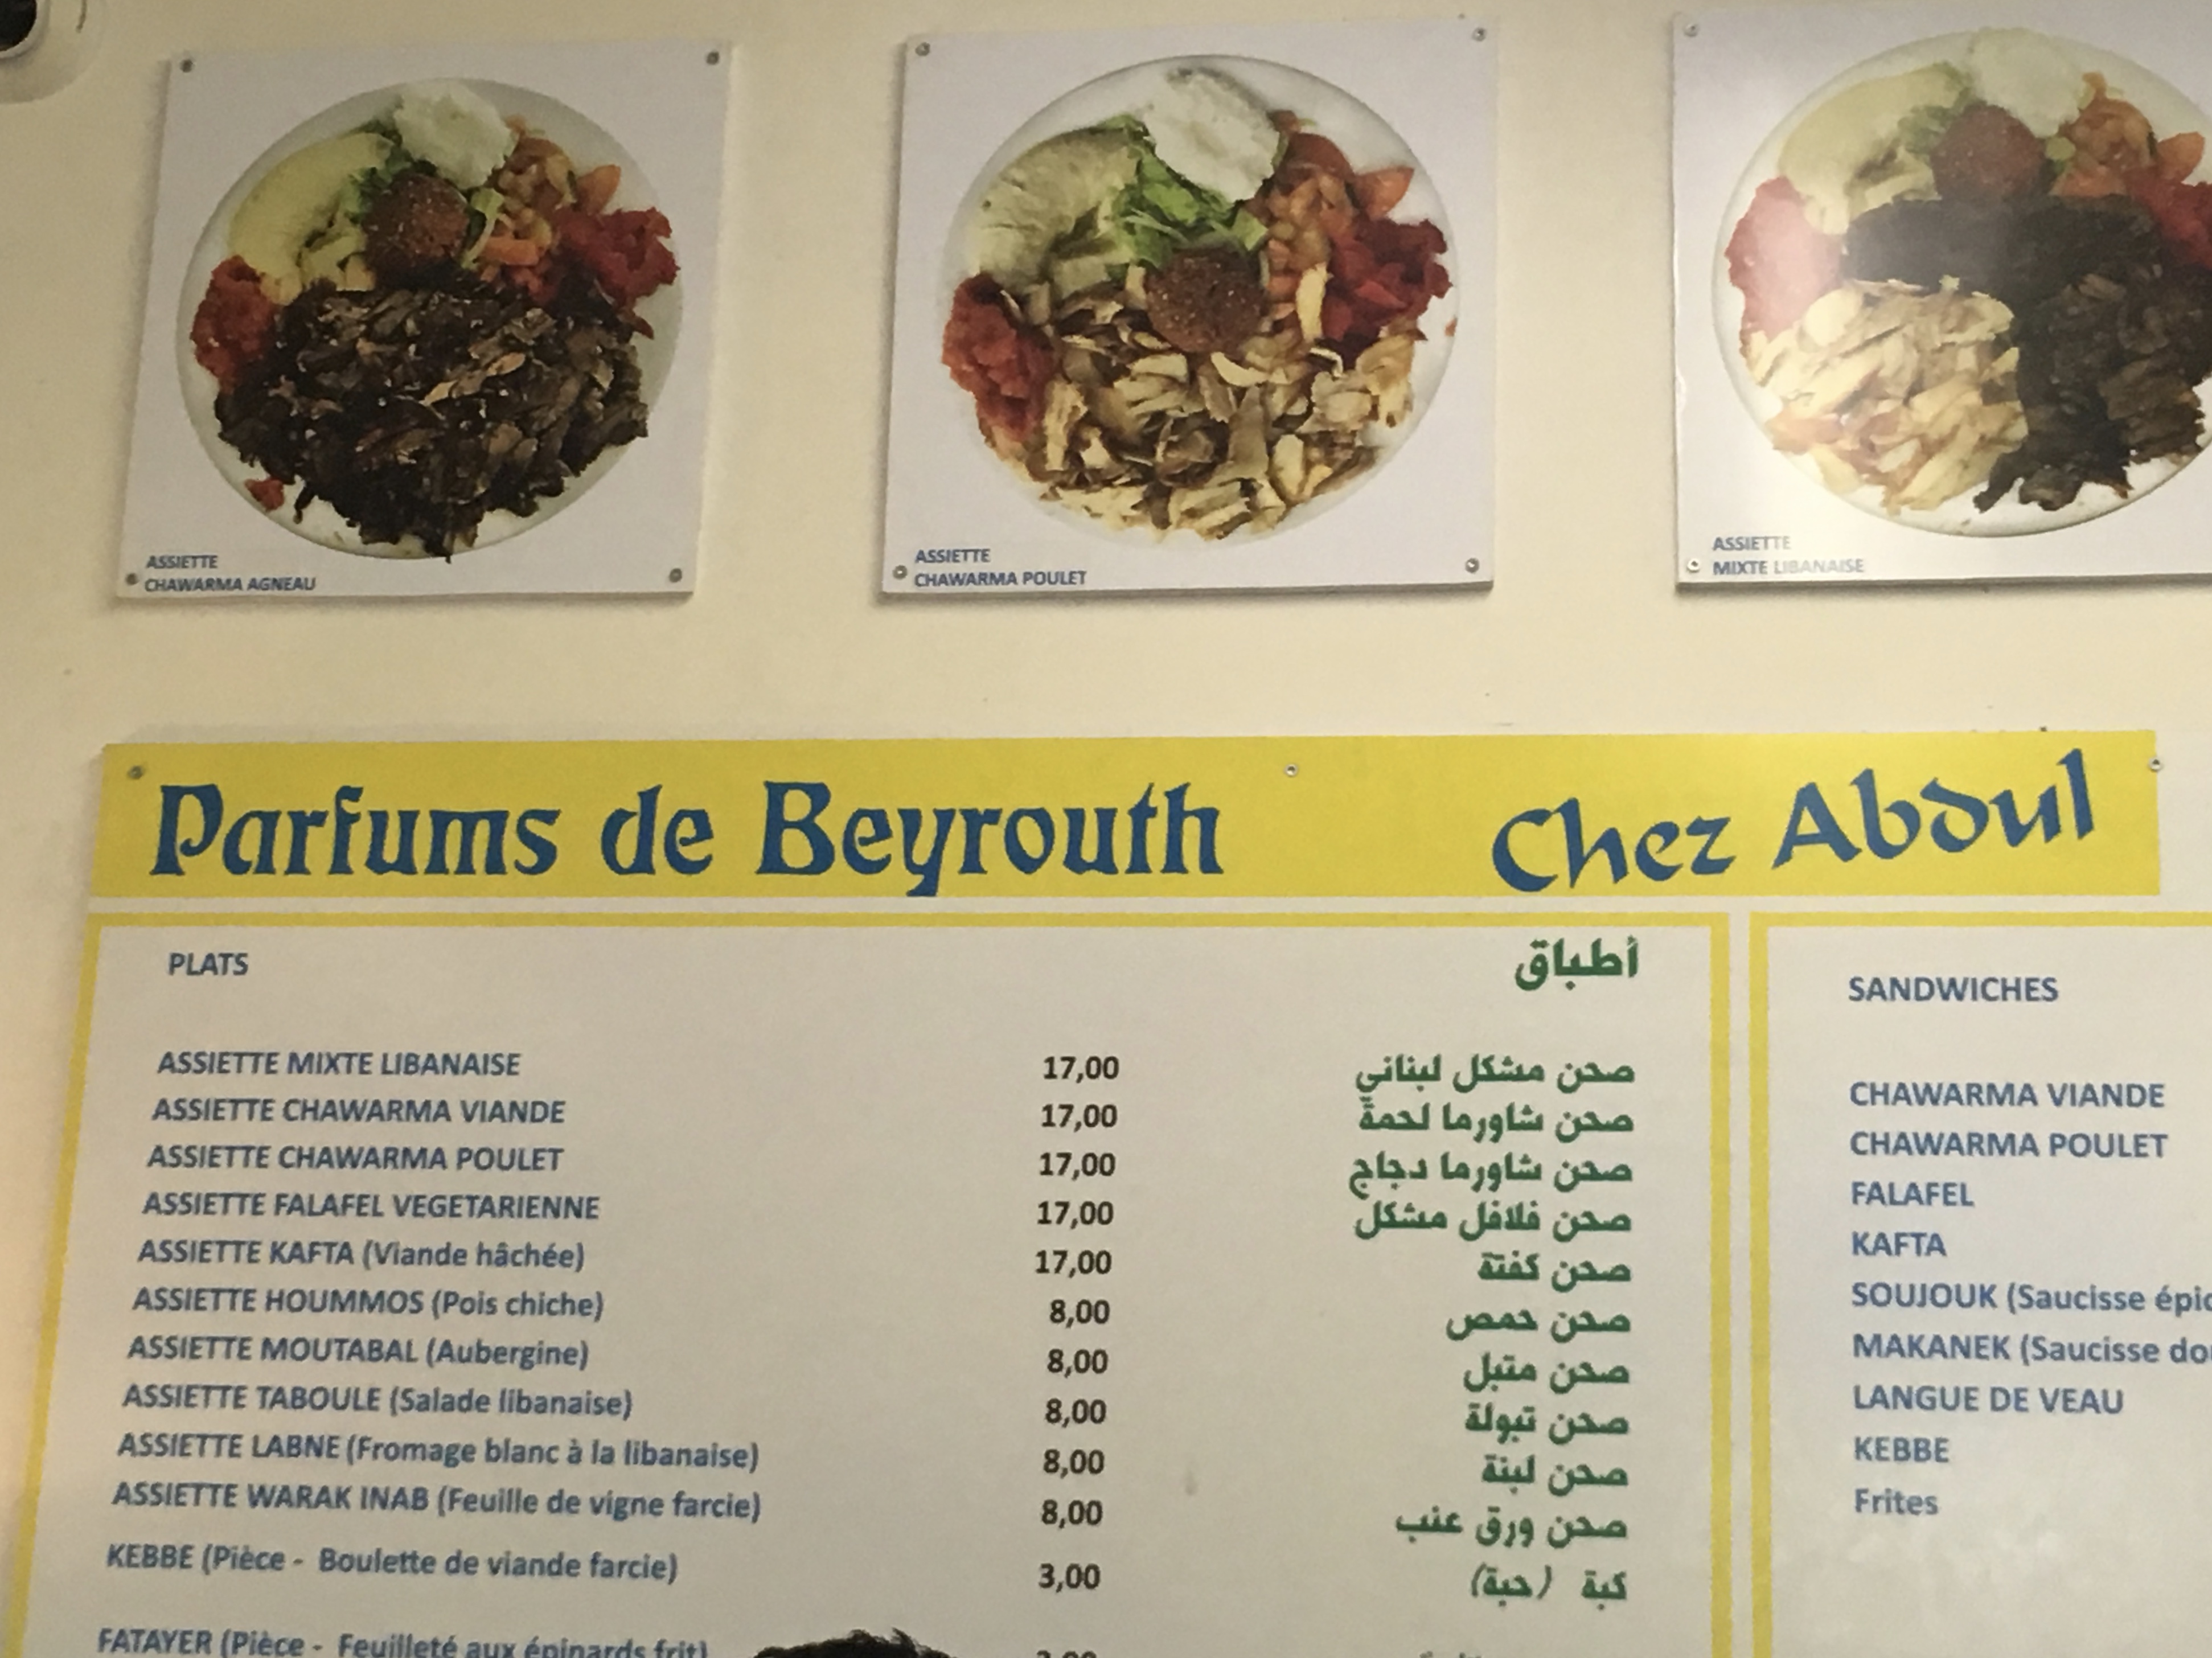 ASSIETTE
CHAWARMA AGNEAU
ASSIETTE
CHAWARMA POULET
ASSIETTE
MIXTE LIBANAISE
Parfums de Beyrouth Chez Abdul
PLATS أطباق
ASSIETTE MIXTE LIBANAISE 17,00 صحن مشكل لبناني
ASSIETTE CHAWARMA VIANDE 17,00 صحن شاورما لحمة
ASSIETTE CHAWARMA POULET 17,00 صحن شاورما دجاج
ASSIETTE FALAFEL VEGETARIENNE 17,00 صحن فلافل مشكل
ASSIETTE KAFTA (Viande hâchée) 17,00 صحن كفتة
ASSIETTE HOUMMOS (Pois chiche) 8,00 صحن حمص
ASSIETTE MOUTABAL (Aubergine) 8,00 صحن متبل
ASSIETTE TABOULE (Salade libanaise) 8,00 صحن تبولة
ASSIETTE LABNE (Fromage blanc à la libanaise) 8,00 صحن لبنة
ASSIETTE WARAK INAB (Feuille de vigne farcie) 8,00 صحن ورق عنب
KEBBE (Pièce - Boulette de viande farcie) 3,00 كبة (حبة)
FATAYER (Pièce - Feuilleté aux épinards frit)
SANDWICHES
CHAWARMA VIANDE
CHAWARMA POULET
FALAFEL
KAFTA
SOUJOUK (Saucisse épic
MAKANEK (Saucisse dou
LANGUE DE VEAU
KEBBE
Frites